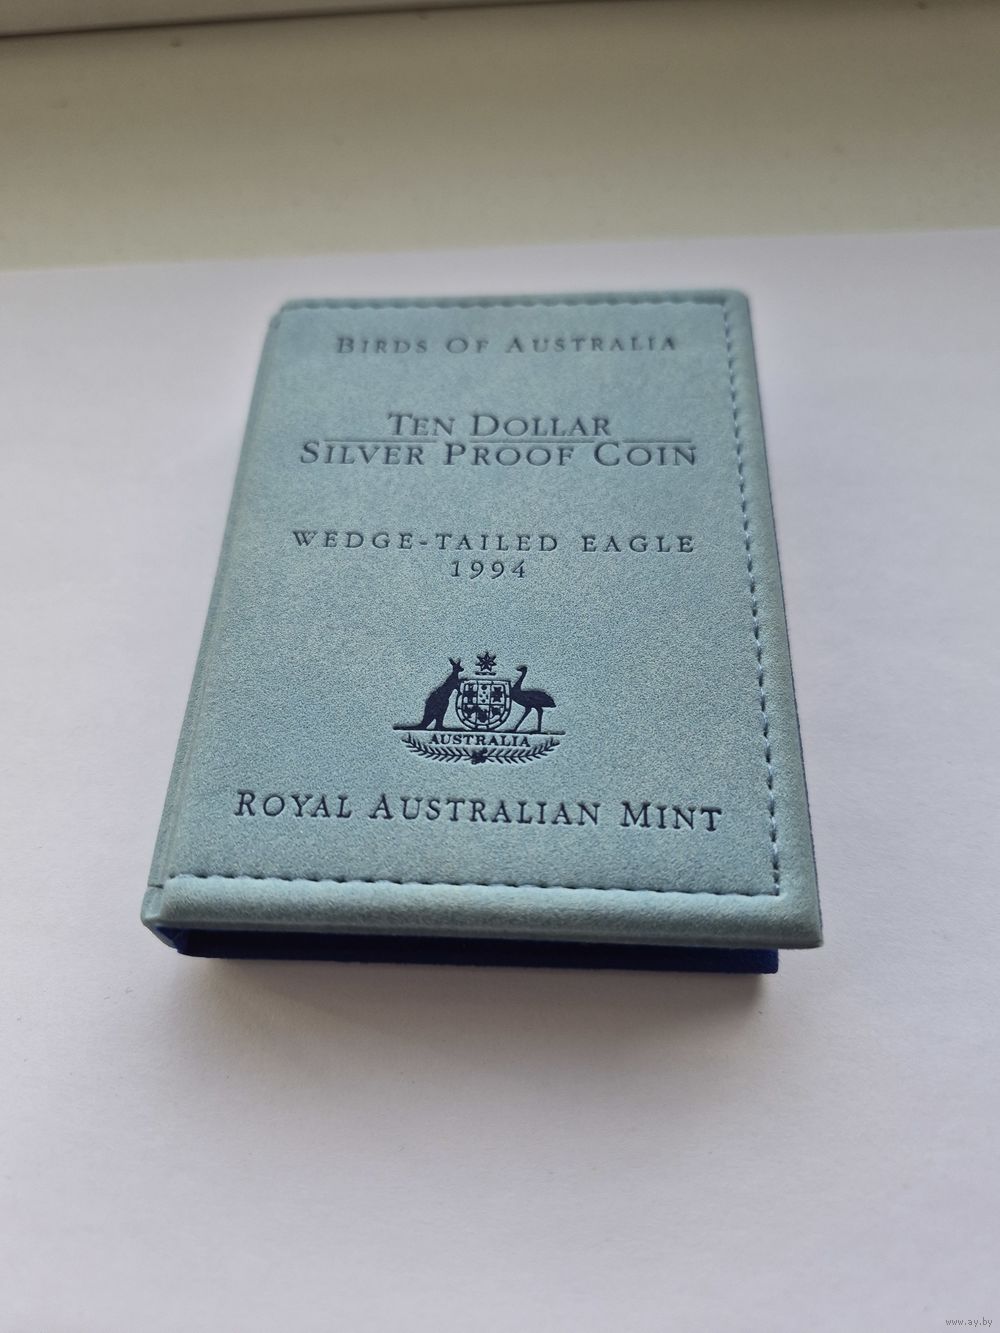 BIRDS OF AUSTRALIA
TEN DOLLAR
SILVER PROOF COIN
WEDGE-TAILED EAGLE
1994
AUSTRALIA
ROYAL AUSTRALIAN MINT
www.ay.by